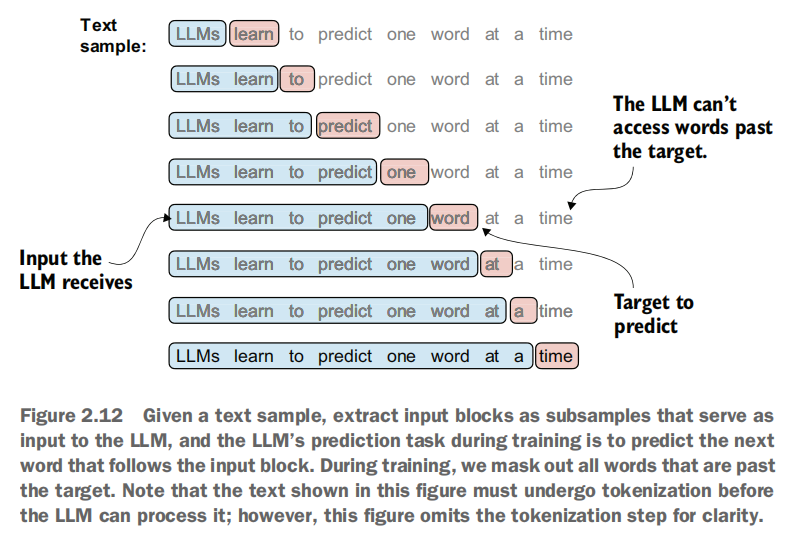 Text
sample:
LLMs learn to predict one word at a time
LLMs learn to predict one word at a time
LLMs learn to predict one word at a time
LLMs learn to predict one word at a time
LLMs learn to predict one word at a time
LLMs learn to predict one word at a time
LLMs learn to predict one word at a time
LLMs learn to predict one word at a time
The LLM can’t
access words past
the target.
Input the
LLM receives
Target to
predict
Figure 2.12 Given a text sample, extract input blocks as subsamples that serve as
input to the LLM, and the LLM’s prediction task during training is to predict the next
word that follows the input block. During training, we mask out all words that are past
the target. Note that the text shown in this figure must undergo tokenization before
the LLM can process it; however, this figure omits the tokenization step for clarity.